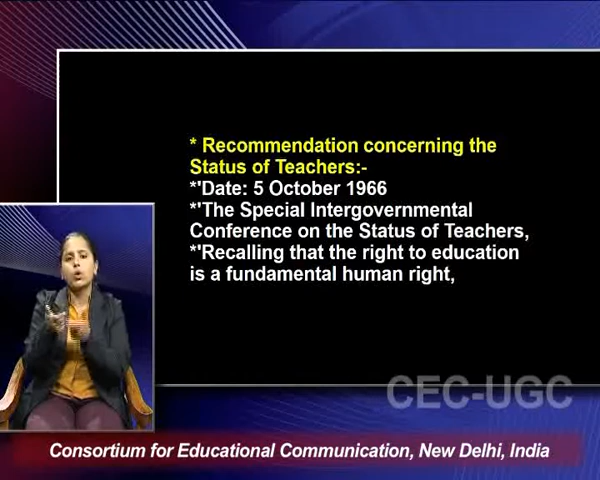 * Recommendation concerning the
Status of Teachers:-
*'Date: 5 October 1966
*'The Special Intergovernmental
Conference on the Status of Teachers,
*'Recalling that the right to education
is a fundamental human right,
CEC-UGC
Consortium for Educational Communication, New Delhi, India